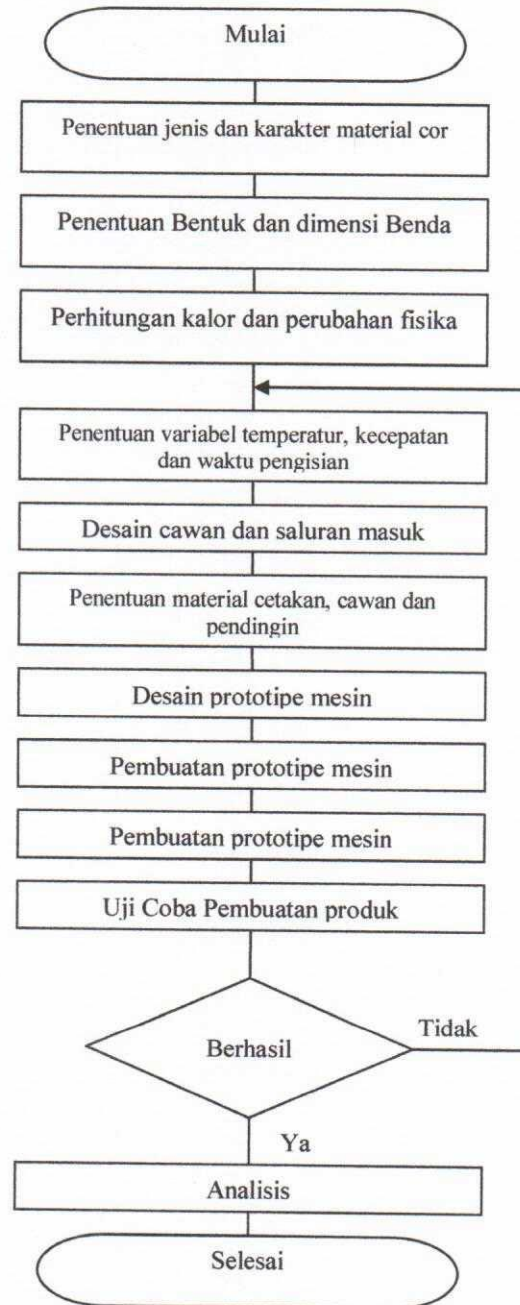 Mulai
Penentuan jenis dan karakter material cor
Penentuan Bentuk dan dimensi Benda
Perhitungan kalor dan perubahan fisika
Penentuan variabel temperatur, kecepatan
dan waktu pengisian
Desain cawan dan saluran masuk
Penentuan material cetakan, cawan dan
pendingin
Desain prototipe mesin
Pembuatan prototipe mesin
Pembuatan prototipe mesin
Uji Coba Pembuatan produk
Berhasil
Tidak
Ya
Analisis
Selesai